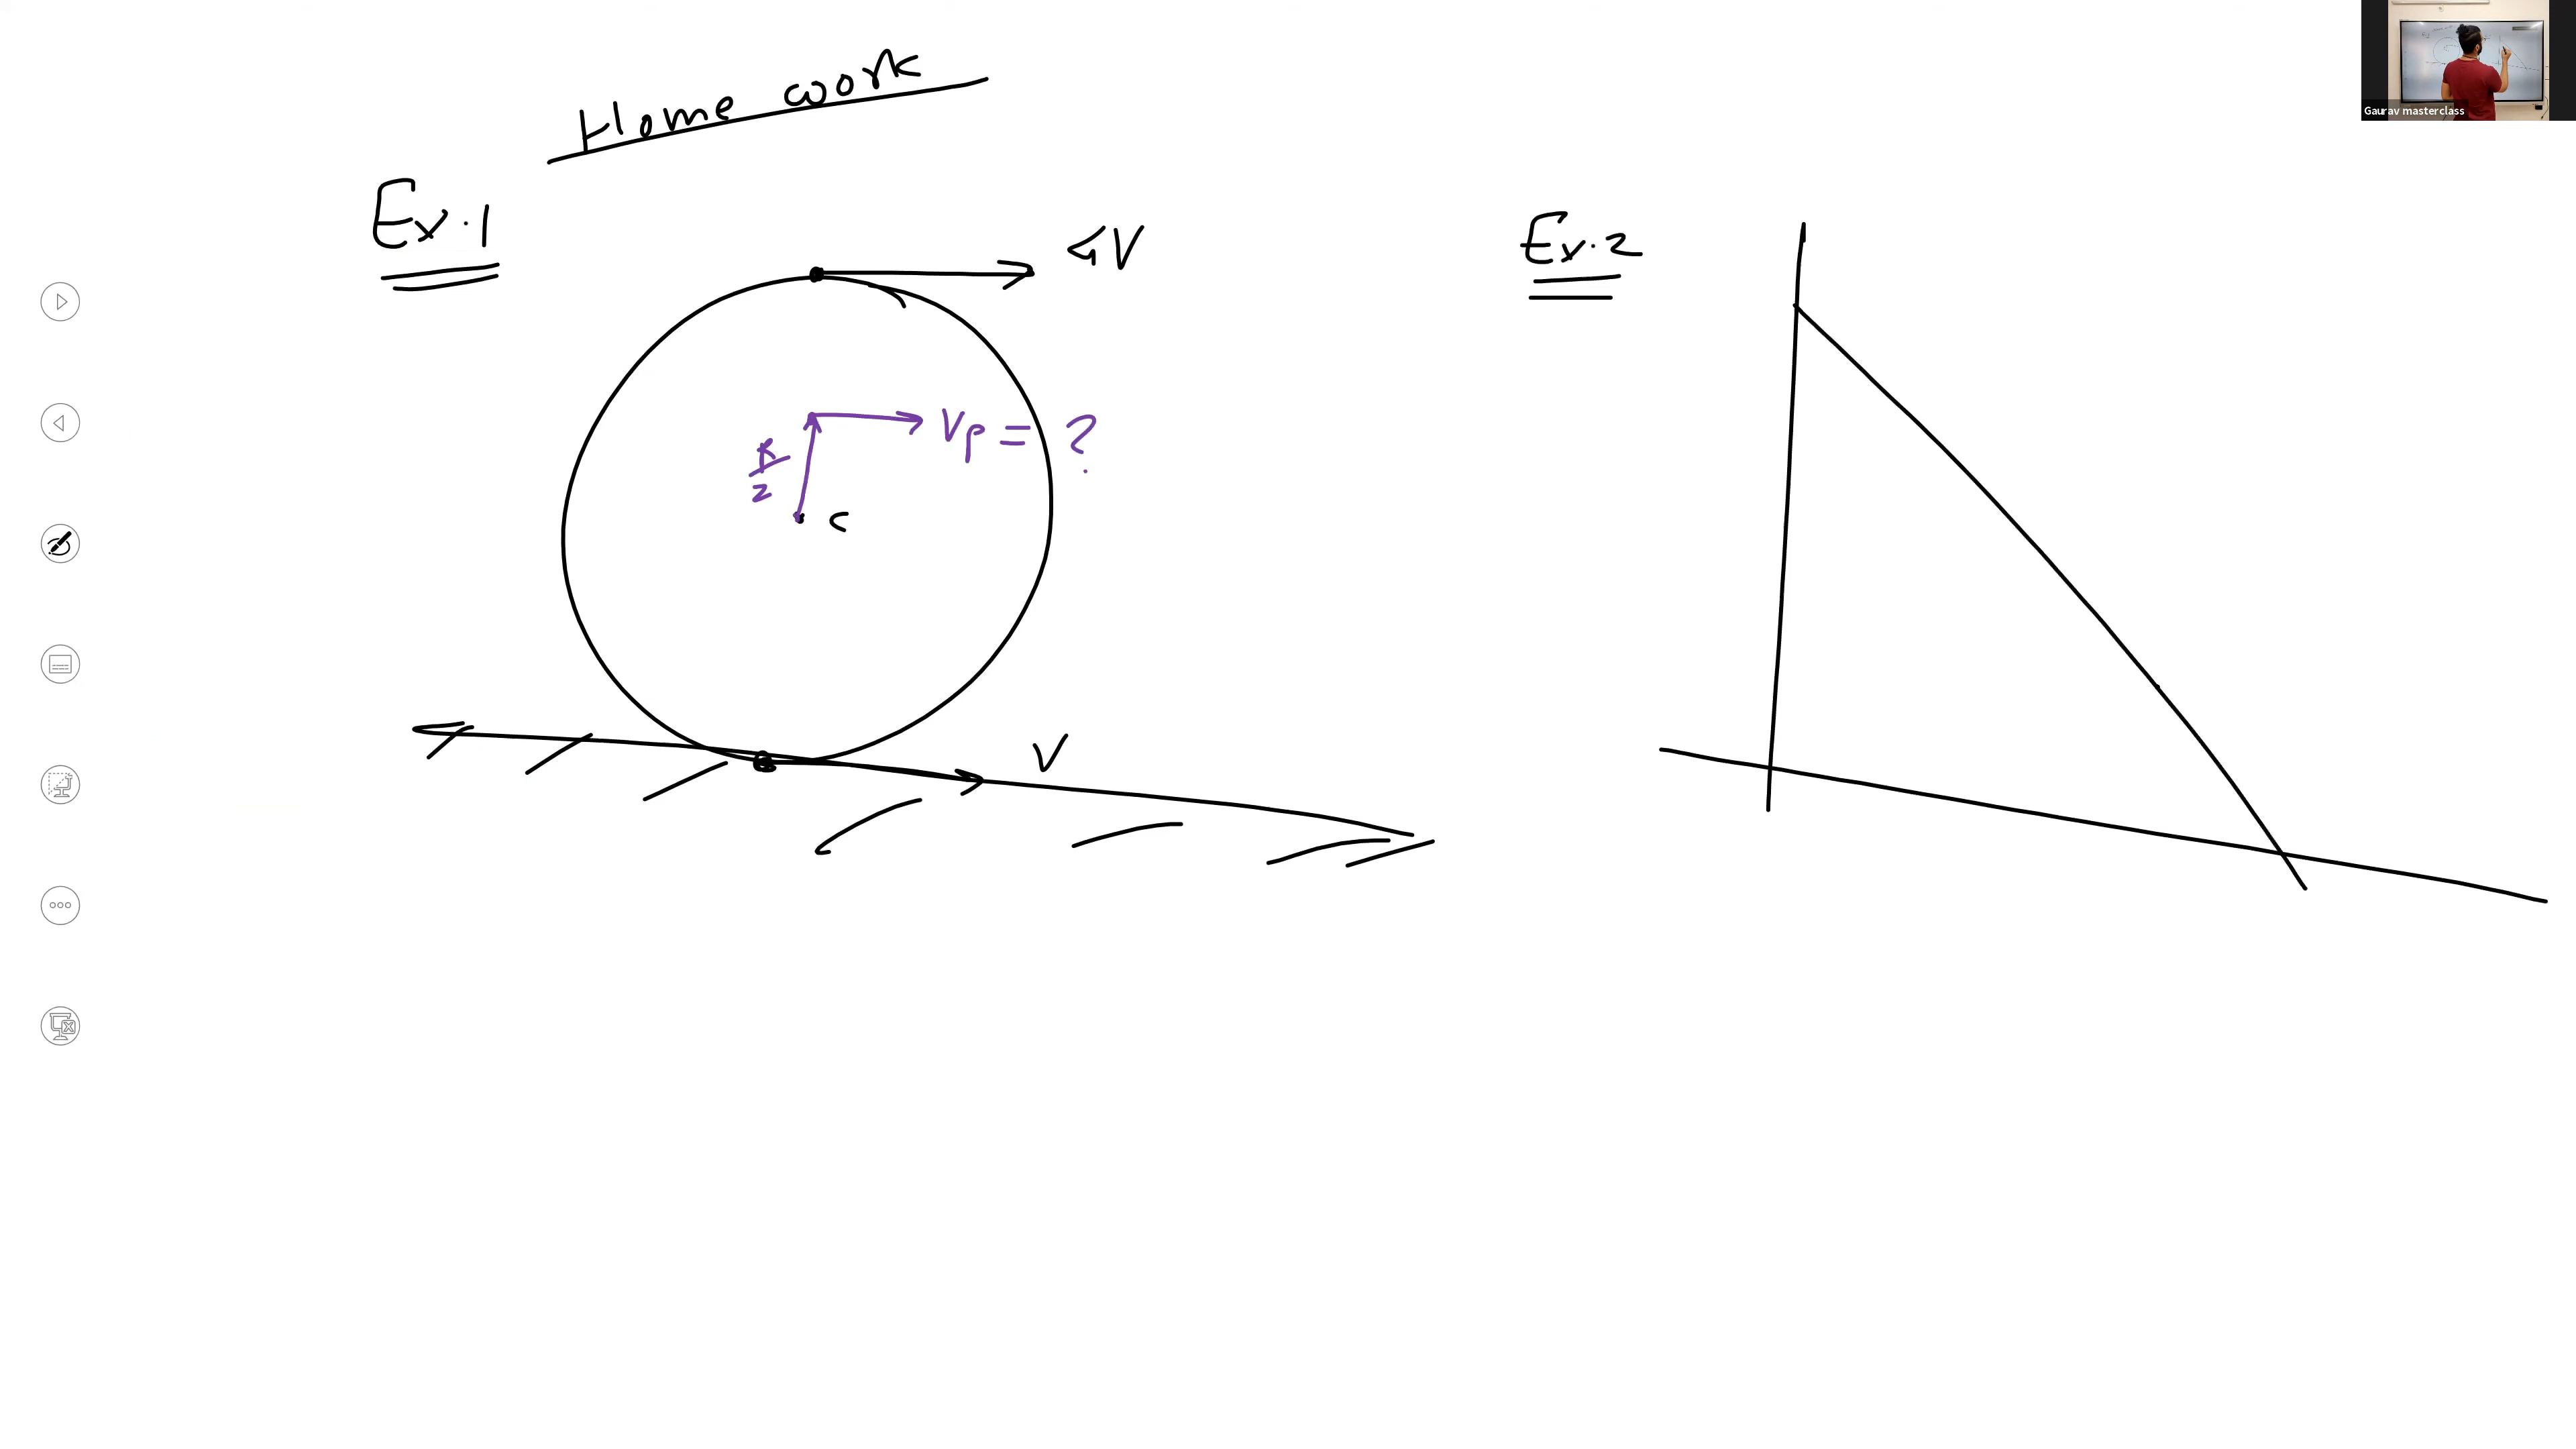 Home work
Ex.1
4V
Ex.2
Vp = ?
R/2
C
V
Gaurav masterclass